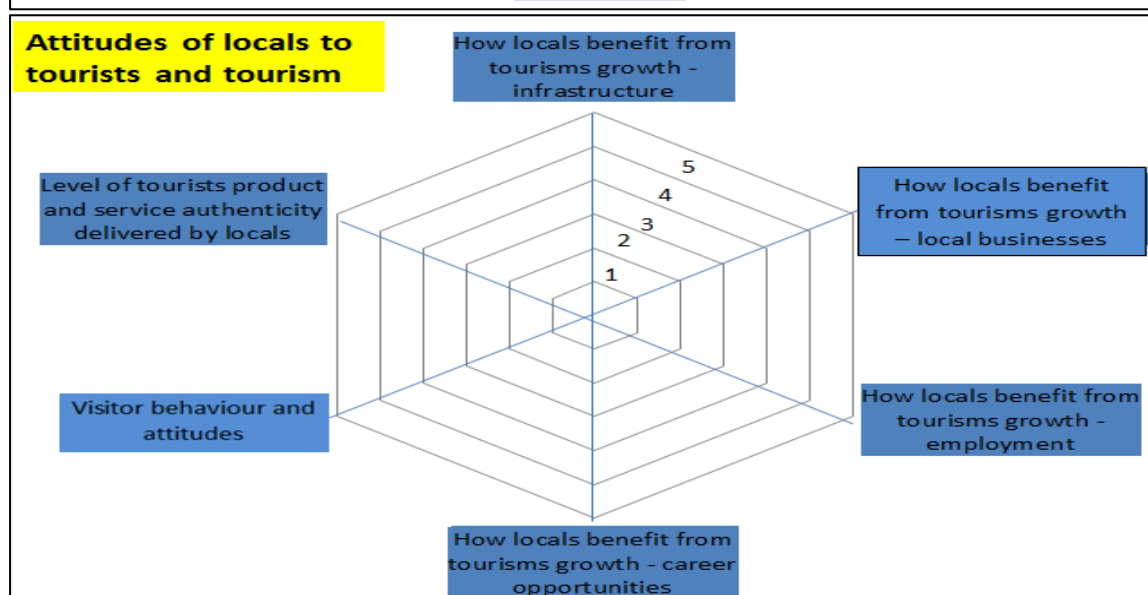 Attitudes of locals to
tourists and tourism
How locals benefit from
tourisms growth -
infrastructure
5
4
3
2
1
Level of tourists product
and service authenticity
delivered by locals
How locals benefit
from tourisms growth
– local businesses
Visitor behaviour and
attitudes
How locals benefit from
tourisms growth -
employment
How locals benefit from
tourisms growth - career
opportunities